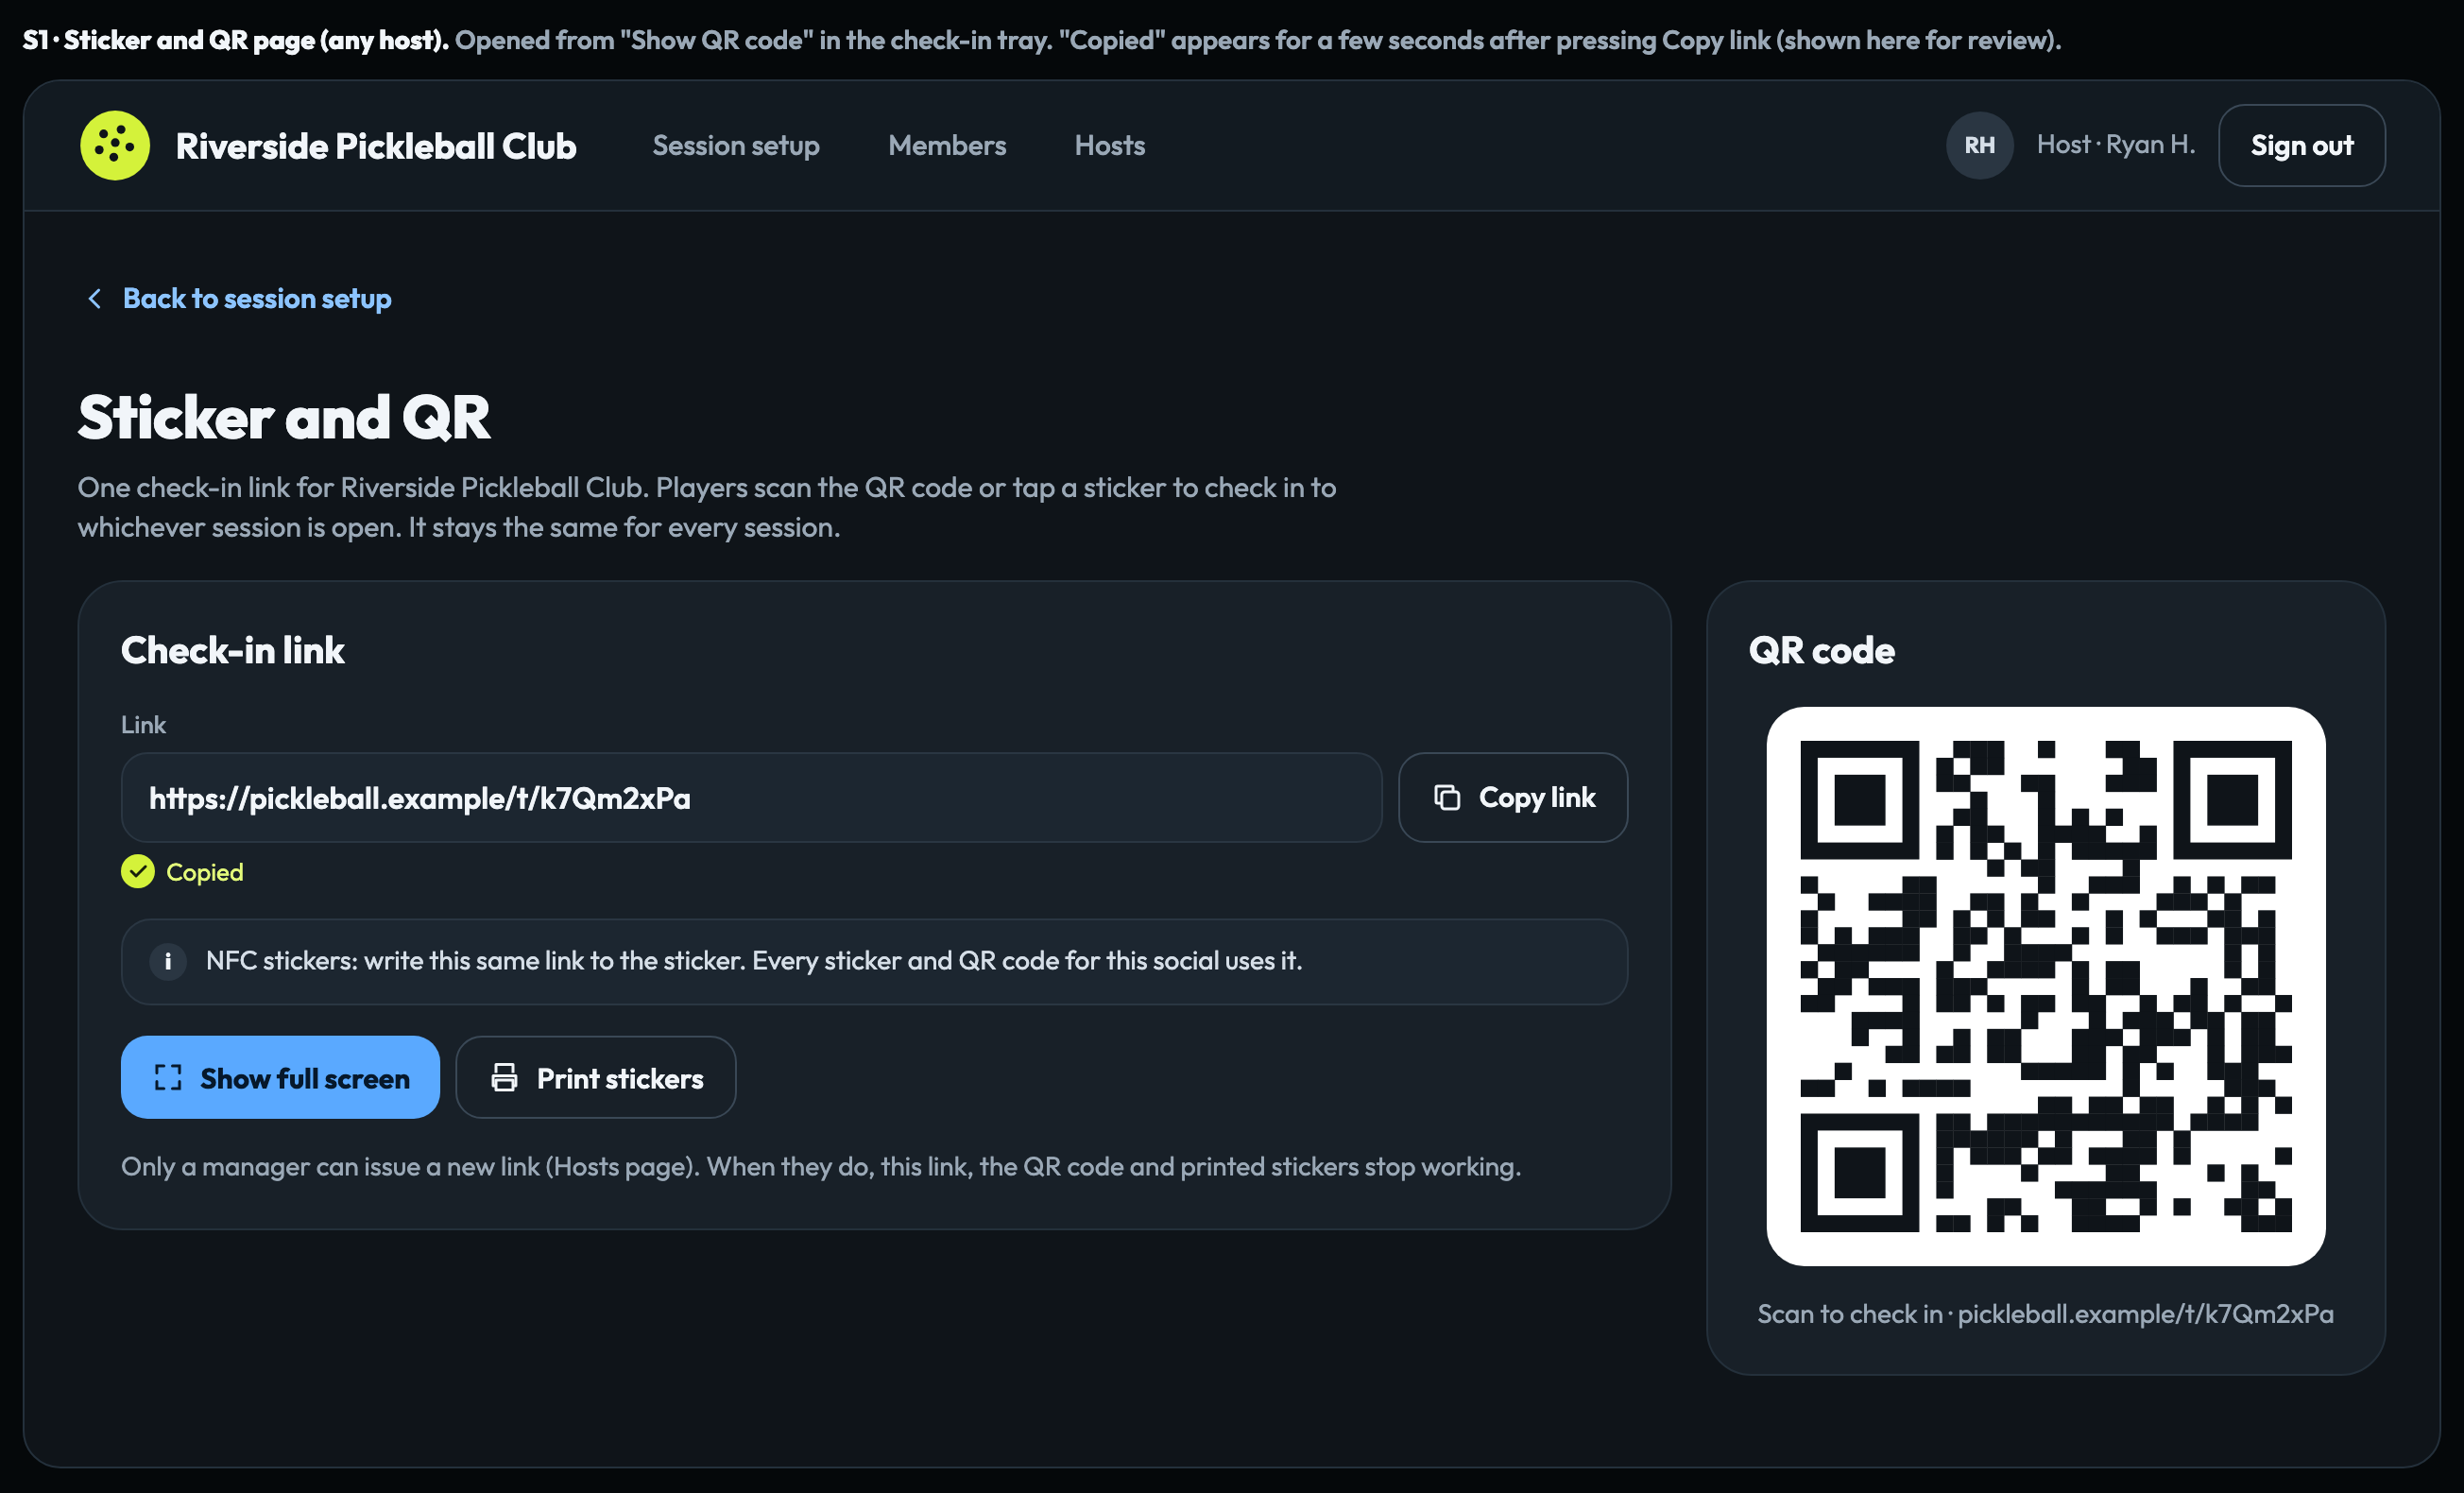 S1 · Sticker and QR page (any host). Opened from "Show QR code" in the check-in tray. "Copied" appears for a few seconds after pressing Copy link (shown here for review).
Riverside Pickleball Club
Session setup
Members
Hosts
RH
Host · Ryan H.
Sign out
Back to session setup
Sticker and QR
One check-in link for Riverside Pickleball Club. Players scan the QR code or tap a sticker to check in to
whichever session is open. It stays the same for every session.
Check-in link
Link
https://pickleball.example/t/k7Qm2xPa
Copy link
Copied
NFC stickers: write this same link to the sticker. Every sticker and QR code for this social uses it.
Show full screen
Print stickers
Only a manager can issue a new link (Hosts page). When they do, this link, the QR code and printed stickers stop working.
QR code
Scan to check in · pickleball.example/t/k7Qm2xPa